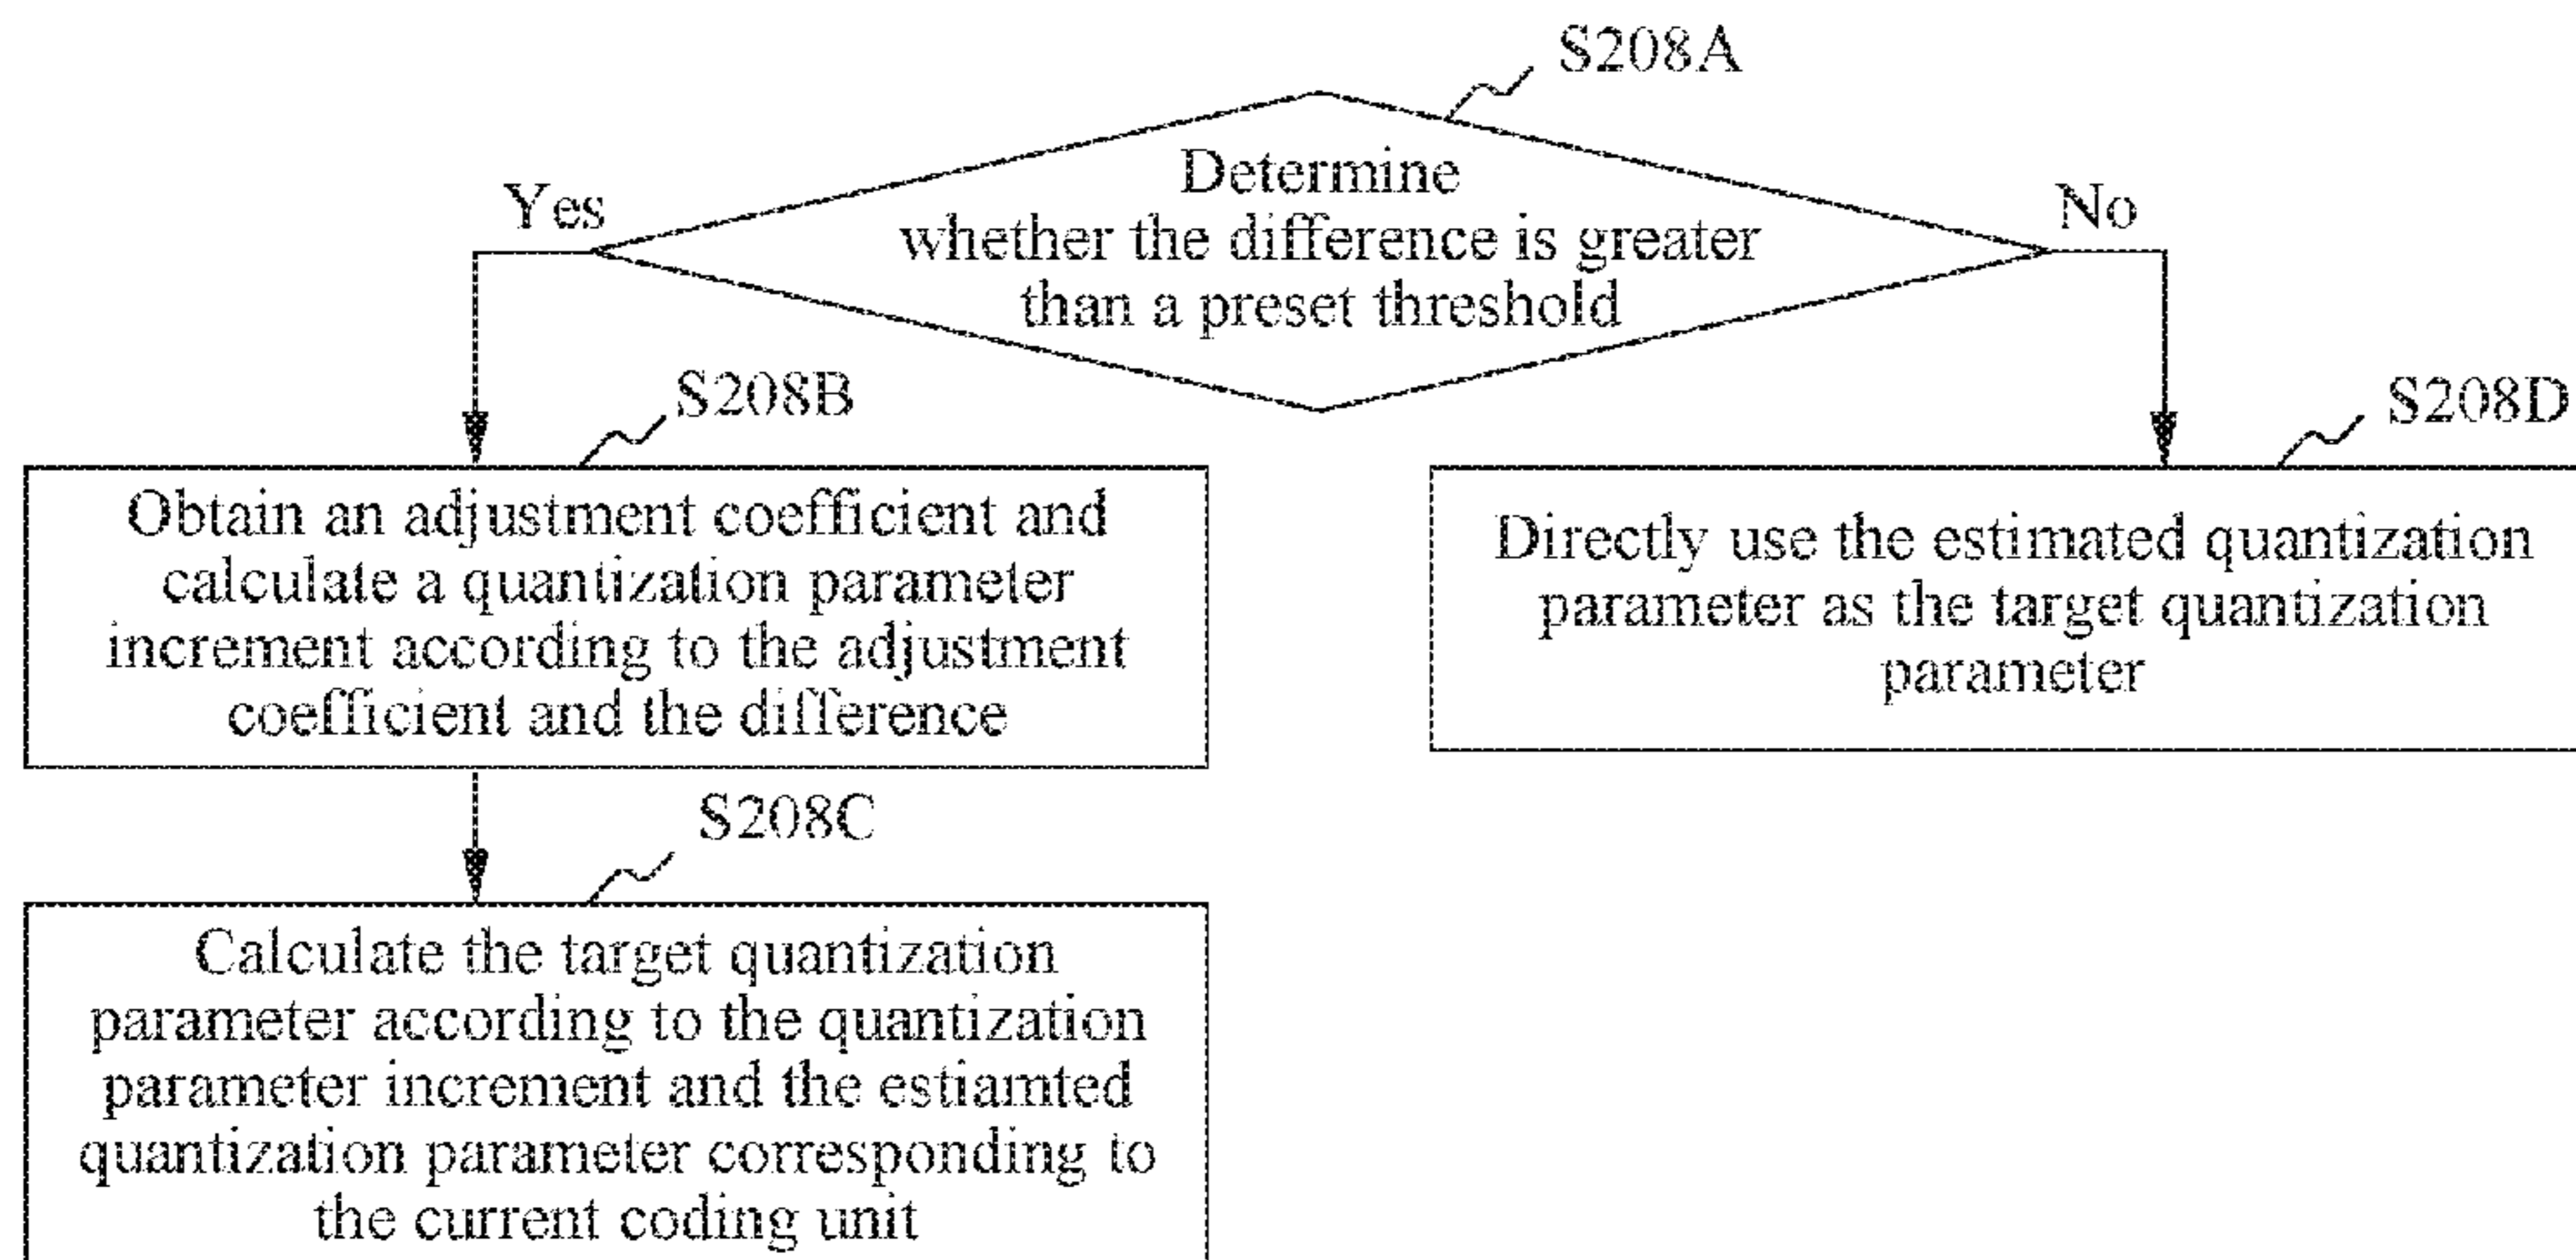 S208A
Determine
whether the difference is greater
than a preset threshold
Yes
No
S208B
Obtain an adjustment coefficient and
calculate a quantization parameter
increment according to the adjustment
coefficient and the difference
S208D
Directly use the estimated quantization
parameter as the target quantization
parameter
S208C
Calculate the target quantization
parameter according to the quantization
parameter increment and the estiamted
quantization parameter corresponding to
the current coding unit